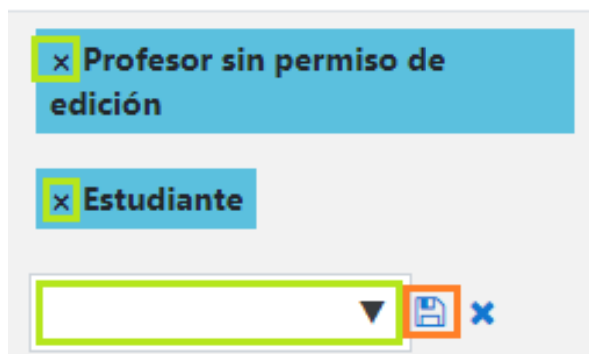 × Profesor sin permiso de
edición
× Estudiante